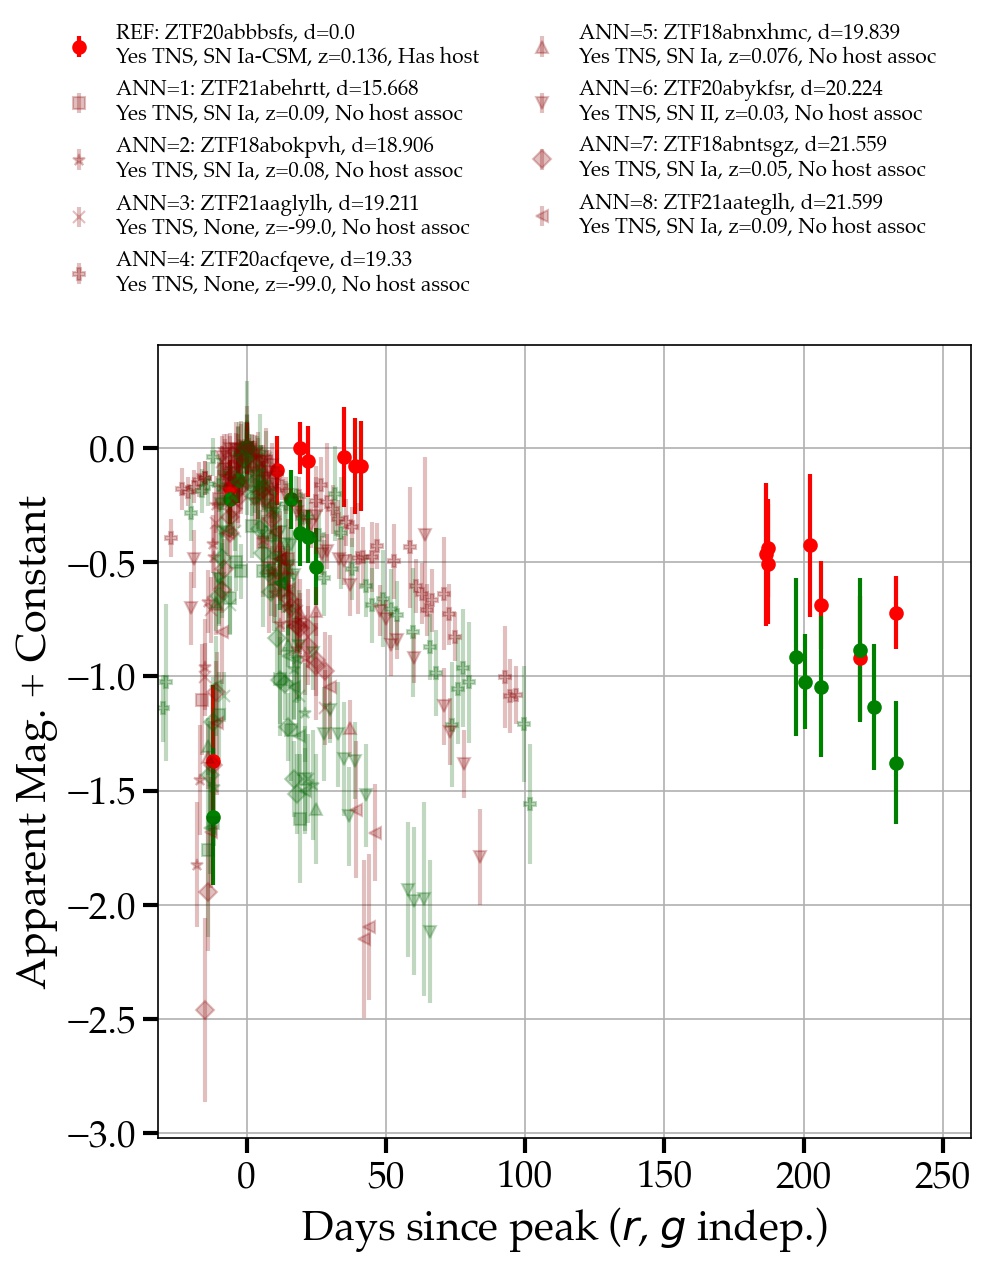 REF: ZTF20abbbsfs, d=0.0
Yes TNS, SN Ia-CSM, z=0.136, Has host
ANN=1: ZTF21abehrtt, d=15.668
Yes TNS, SN Ia, z=0.09, No host assoc
ANN=2: ZTF18abokpvh, d=18.906
Yes TNS, SN Ia, z=0.08, No host assoc
ANN=3: ZTF21aaglylh, d=19.211
Yes TNS, None, z=-99.0, No host assoc
ANN=4: ZTF20acfqeve, d=19.33
Yes TNS, None, z=-99.0, No host assoc
ANN=5: ZTF18abnxhmc, d=19.839
Yes TNS, SN Ia, z=0.076, No host assoc
ANN=6: ZTF20abykfsr, d=20.224
Yes TNS, SN II, z=0.03, No host assoc
ANN=7: ZTF18abntsgz, d=21.559
Yes TNS, SN Ia, z=0.05, No host assoc
ANN=8: ZTF21aateglh, d=21.599
Yes TNS, SN Ia, z=0.09, No host assoc
Apparent Mag. + Constant
0.0
−0.5
−1.0
−1.5
−2.0
−2.5
−3.0
0 50 100 150 200 250
Days since peak (r, g indep.)